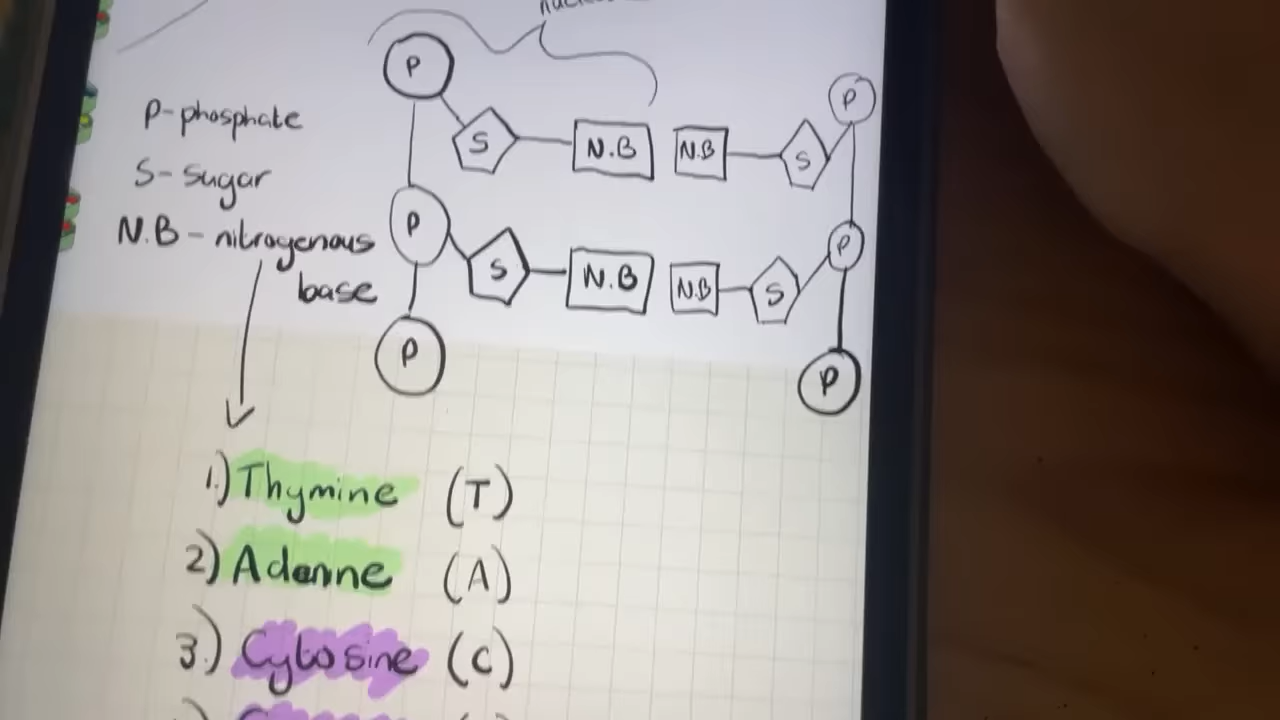 P
P
P-phosphate
S
N.B
N.B
S
S-sugar
N.B-nitrogenous
base
P
P
S
N.B
N.B
S
P
P
1.) Thymine (T)
2) Adenne (A)
3.) Cytosine (C)